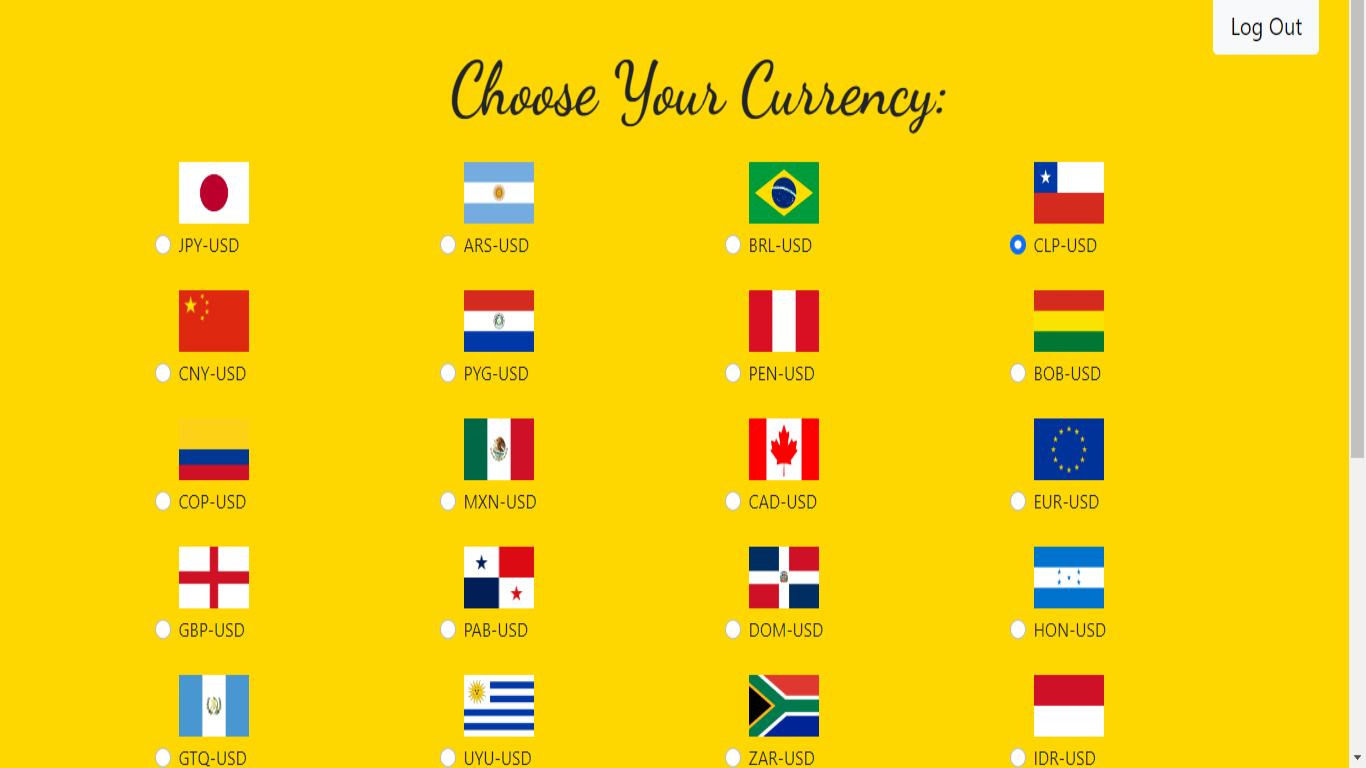 Log Out
Choose Your Currency:
JPY-USD
ARS-USD
BRL-USD
CLP-USD
CNY-USD
PYG-USD
PEN-USD
BOB-USD
COP-USD
MXN-USD
CAD-USD
EUR-USD
GBP-USD
PAB-USD
DOM-USD
HON-USD
GTQ-USD
UYU-USD
ZAR-USD
IDR-USD